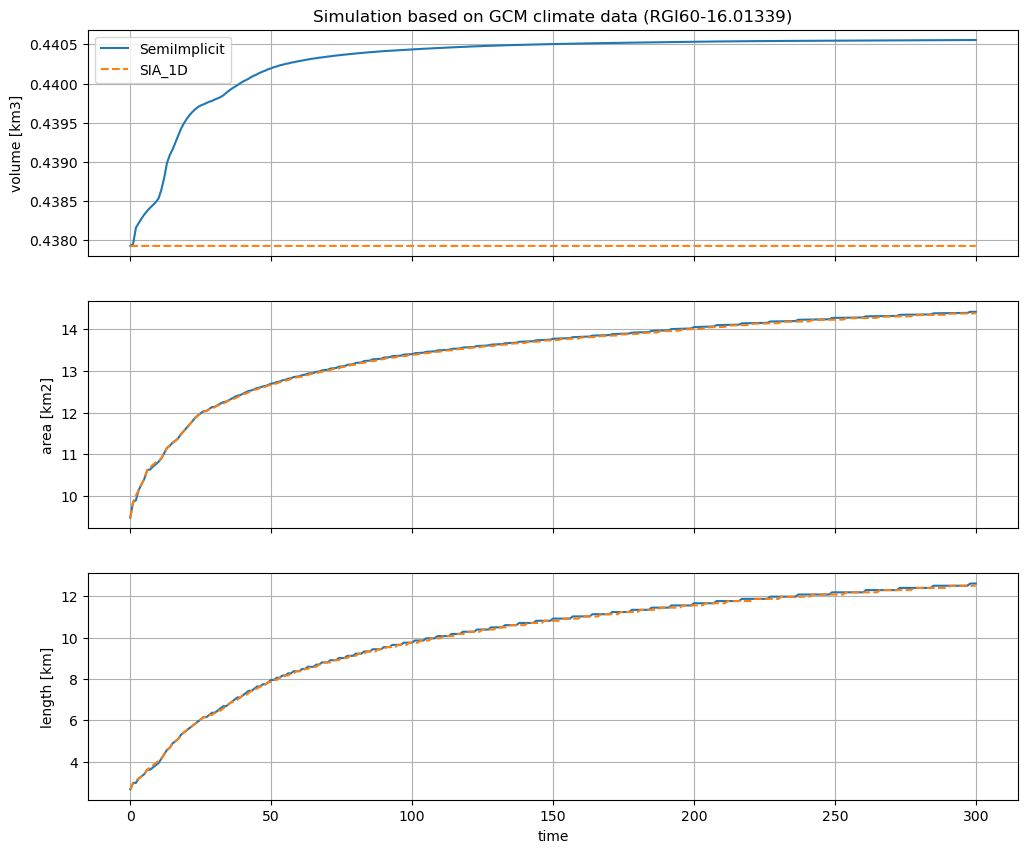 Simulation based on GCM climate data (RGI60-16.01339)
SemiImplicit
SIA_1D
volume [km3]
0.4405
0.4400
0.4395
0.4390
0.4385
0.4380
area [km2]
14
13
12
11
10
length [km]
12
10
8
6
4
0 50 100 150 200 250 300
time